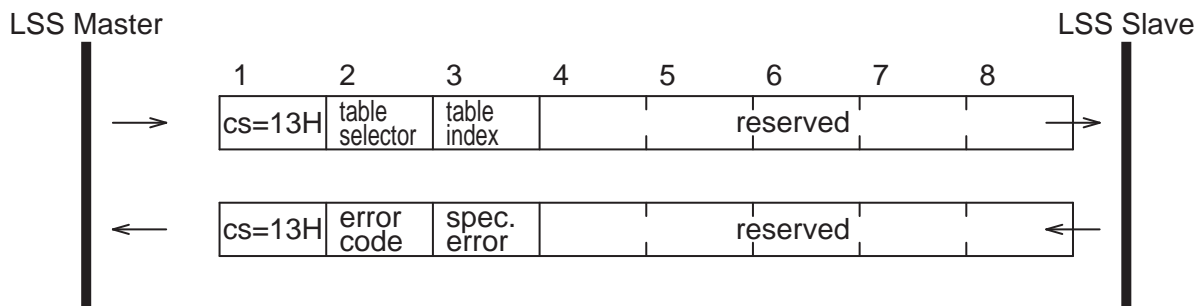 LSS Master LSS Slave
1 2 3 4 5 6 7 8
cs=13H table selector table index reserved
cs=13H error code spec. error reserved